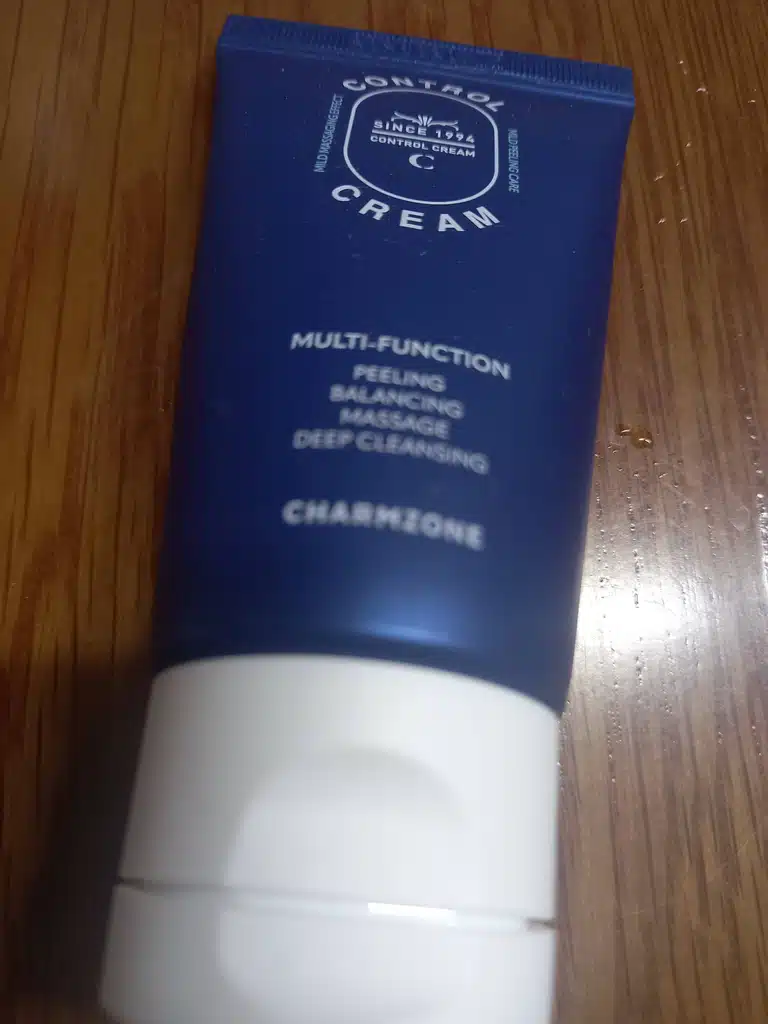 CONTROL
MILD MASSAGING EFFECT
SINCE 1994
CONTROL CREAM
C
MILD PEELING CARE
CREAM
MULTI-FUNCTION
PEELING
BALANCING
MASSAGE
DEEP CLEANSING
CHARMZONE